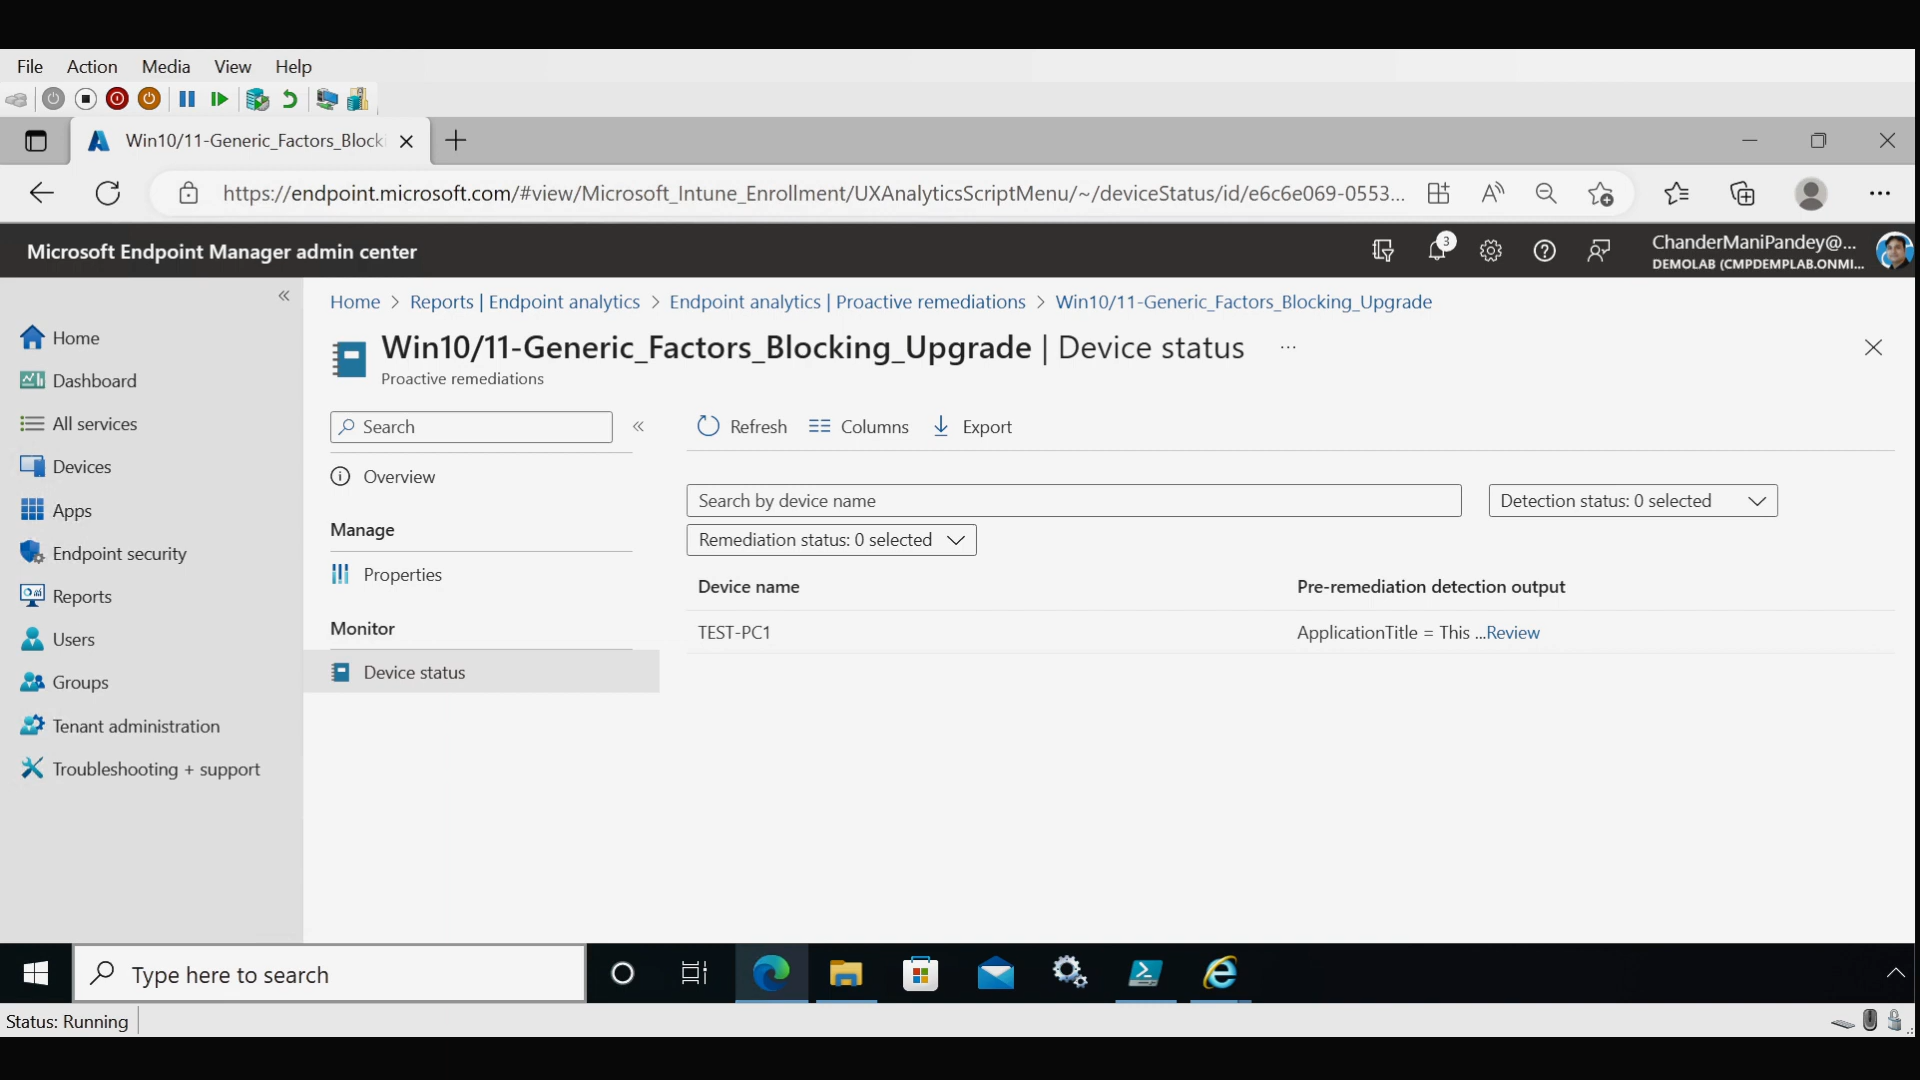 File Action Media View Help
Win10/11-Generic_Factors_Blocki
https://endpoint.microsoft.com/#view/Microsoft_Intune_Enrollment/UXAnalyticsScriptMenu/~/deviceStatus/id/e6c6e069-0553...
Microsoft Endpoint Manager admin center
3
ChanderManiPandey@...
DEMOLAB (CMPDEMPLAB.ONMI...
Home > Reports | Endpoint analytics > Endpoint analytics | Proactive remediations > Win10/11-Generic_Factors_Blocking_Upgrade
Win10/11-Generic_Factors_Blocking_Upgrade | Device status ...
Proactive remediations
Home
Dashboard
All services
Devices
Apps
Endpoint security
Reports
Users
Groups
Tenant administration
Troubleshooting + support
Search
Overview
Manage
Properties
Monitor
Device status
Refresh Columns Export
Search by device name
Detection status: 0 selected
Remediation status: 0 selected
Device name Pre-remediation detection output
TEST-PC1 ApplicationTitle = This ...Review
Type here to search
Status: Running